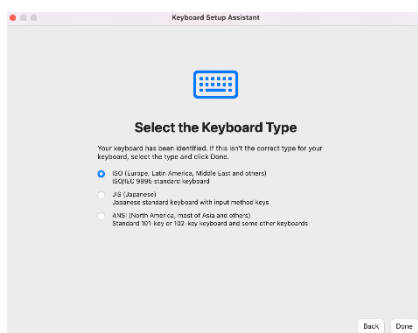 Keyboard Setup Assistant
Select the Keyboard Type
Your keyboard has been identified. If this isn't the correct type for your
keyboard, select the type and click Done.
ISO (Europe, Latin America, Middle East and others)
ISO/IEC 9995 standard keyboard
JIS (Japanese)
Japanese standard keyboard with input method keys
ANSI (North America, most of Asia and others)
Standard 101-key or 102-key keyboard and some other keyboards
Back Done